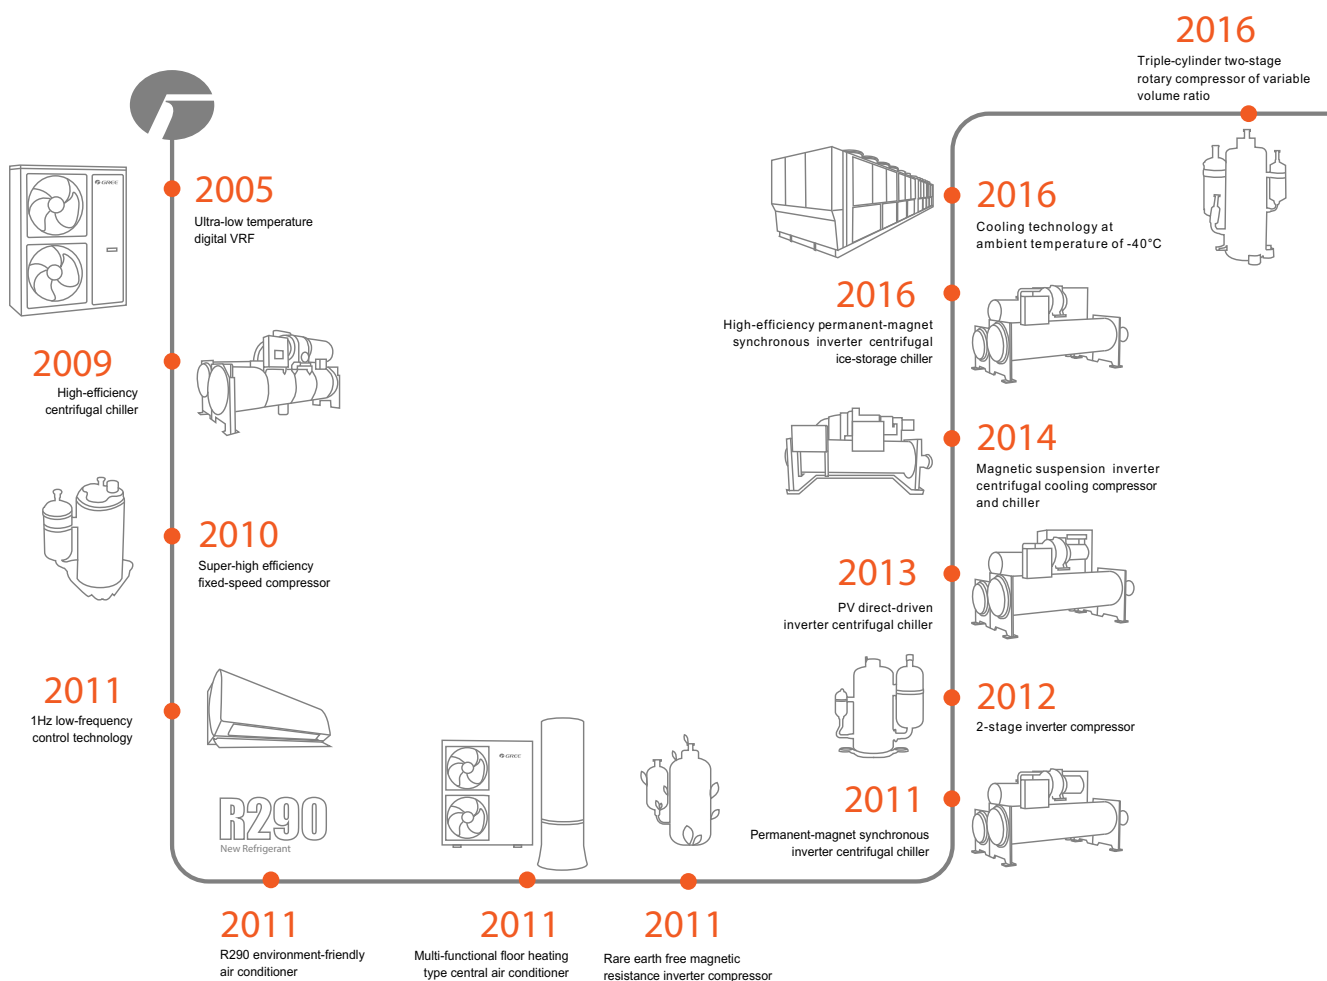 GREE
2005
Ultra-low temperature
digital VRF
2009
High-efficiency
centrifugal chiller
2010
Super-high efficiency
fixed-speed compressor
2011
1Hz low-frequency
control technology
R290
New Refrigerant
2011
R290 environment-friendly
air conditioner
GREE
2011
Multi-functional floor heating
type central air conditioner
2011
Rare earth free magnetic
resistance inverter compressor
2011
Permanent-magnet synchronous
inverter centrifugal chiller
2012
2-stage inverter compressor
2013
PV direct-driven
inverter centrifugal chiller
2014
Magnetic suspension inverter
centrifugal cooling compressor
and chiller
2016
High-efficiency permanent-magnet
synchronous inverter centrifugal
ice-storage chiller
2016
Cooling technology at
ambient temperature of -40°C
2016
Triple-cylinder two-stage
rotary compressor of variable
volume ratio